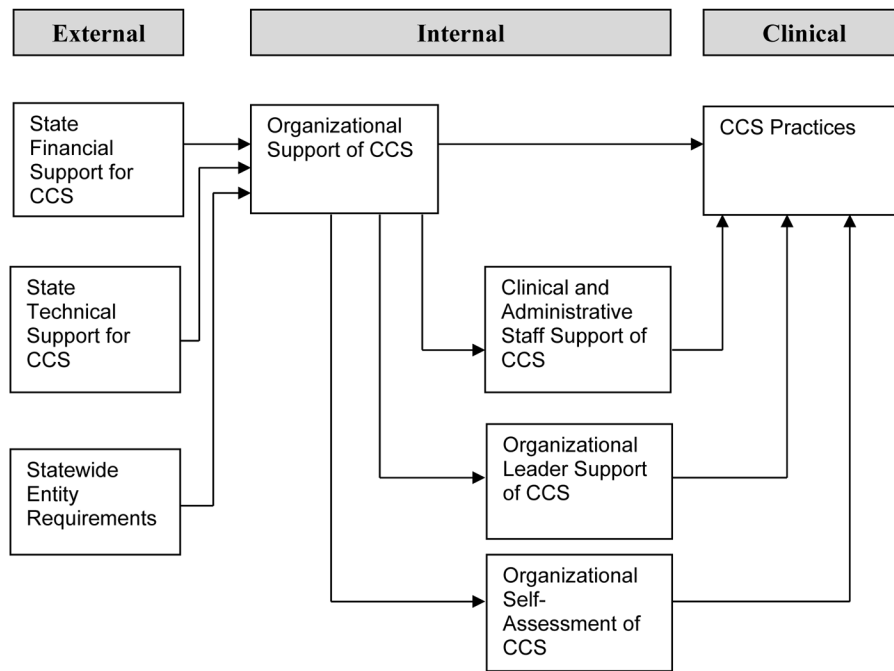 External
Internal
Clinical
State
Financial
Support for
CCS
Organizational
Support of CCS
CCS Practices
State
Technical
Support for
CCS
Clinical and
Administrative
Staff Support of
CCS
Statewide
Entity
Requirements
Organizational
Leader Support
of CCS
Organizational
Self-
Assessment of
CCS